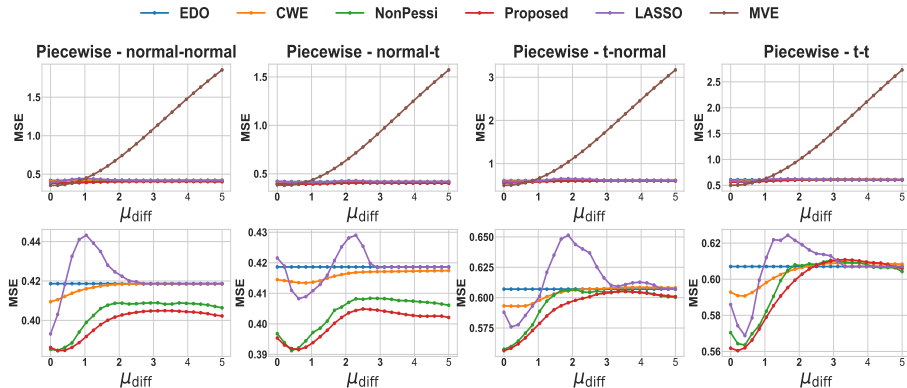 EDO CWE NonPessi Proposed LASSO MVE
Piecewise - normal-normal Piecewise - normal-t Piecewise - t-normal Piecewise - t-t
MSE 1.5 1.0 0.5 0 1 2 3 4 5 μdiff
MSE 1.5 1.0 0.5 0 1 2 3 4 5 μdiff
MSE 3 2 1 0 1 2 3 4 5 μdiff
MSE 2.5 2.0 1.5 1.0 0.5 0 1 2 3 4 5 μdiff
MSE 0.44 0.42 0.40 0 1 2 3 4 5 μdiff
MSE 0.43 0.42 0.41 0.40 0.39 0 1 2 3 4 5 μdiff
MSE 0.650 0.625 0.600 0.575 0 1 2 3 4 5 μdiff
MSE 0.62 0.60 0.58 0.56 0 1 2 3 4 5 μdiff